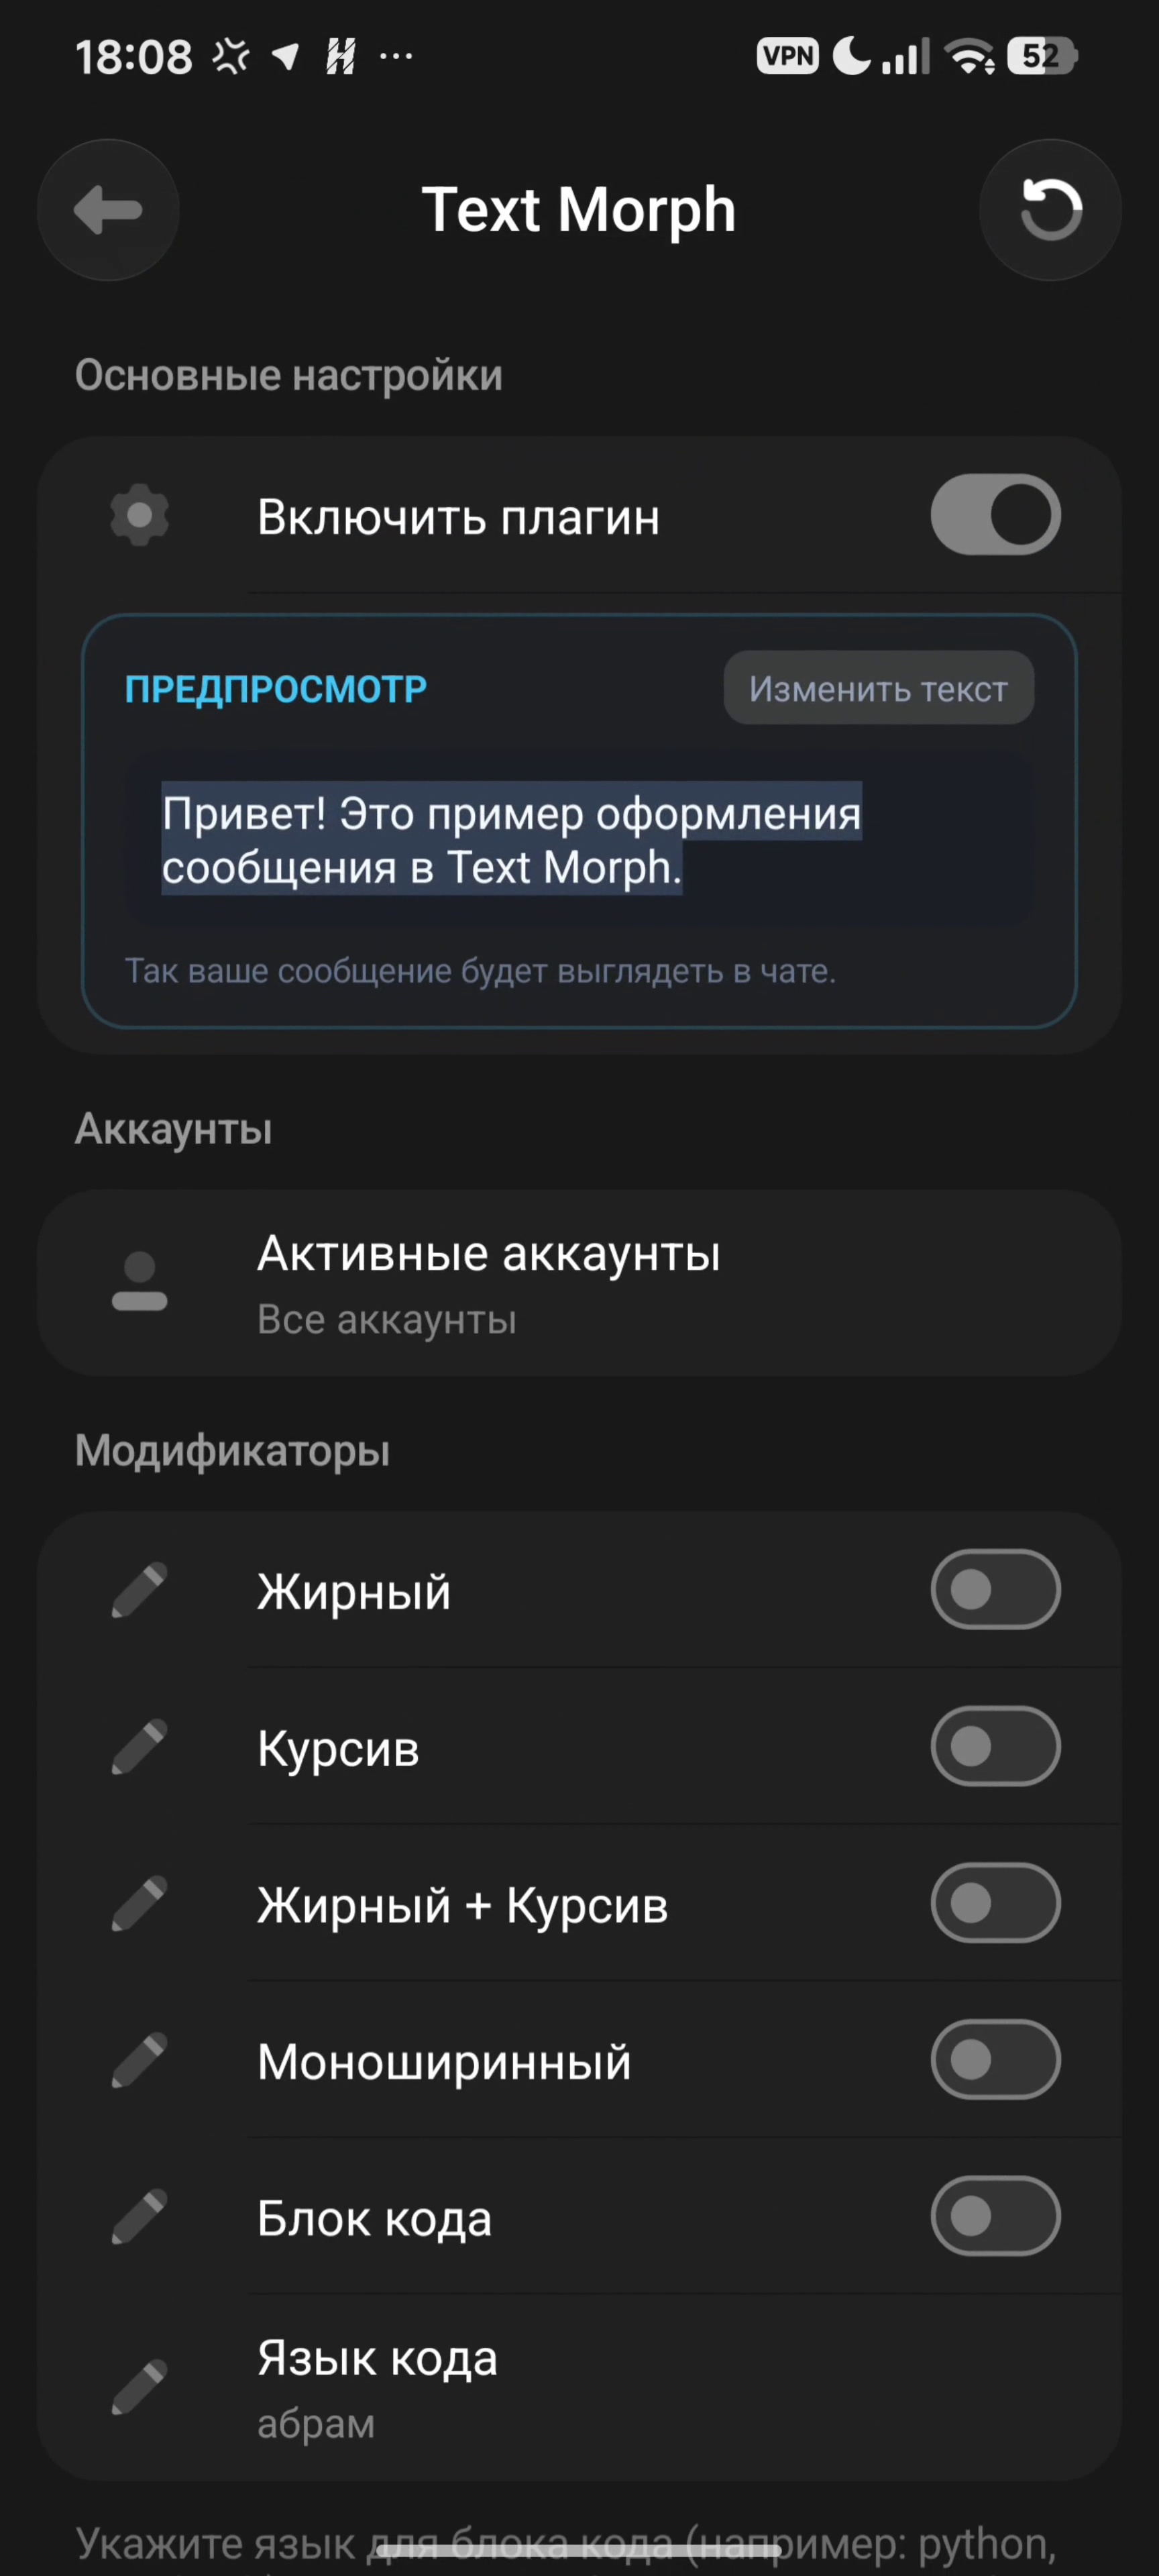 18:08
VPN
52
Text Morph
Основные настройки
Включить плагин
ПРЕДПРОСМОТР
Изменить текст
Привет! Это пример оформления
сообщения в Text Morph.
Так ваше сообщение будет выглядеть в чате.
Аккаунты
Активные аккаунты
Все аккаунты
Модификаторы
Жирный
Курсив
Жирный + Курсив
Моноширинный
Блок кода
Язык кода
абрам
Укажите язык для блока кода (например: python,